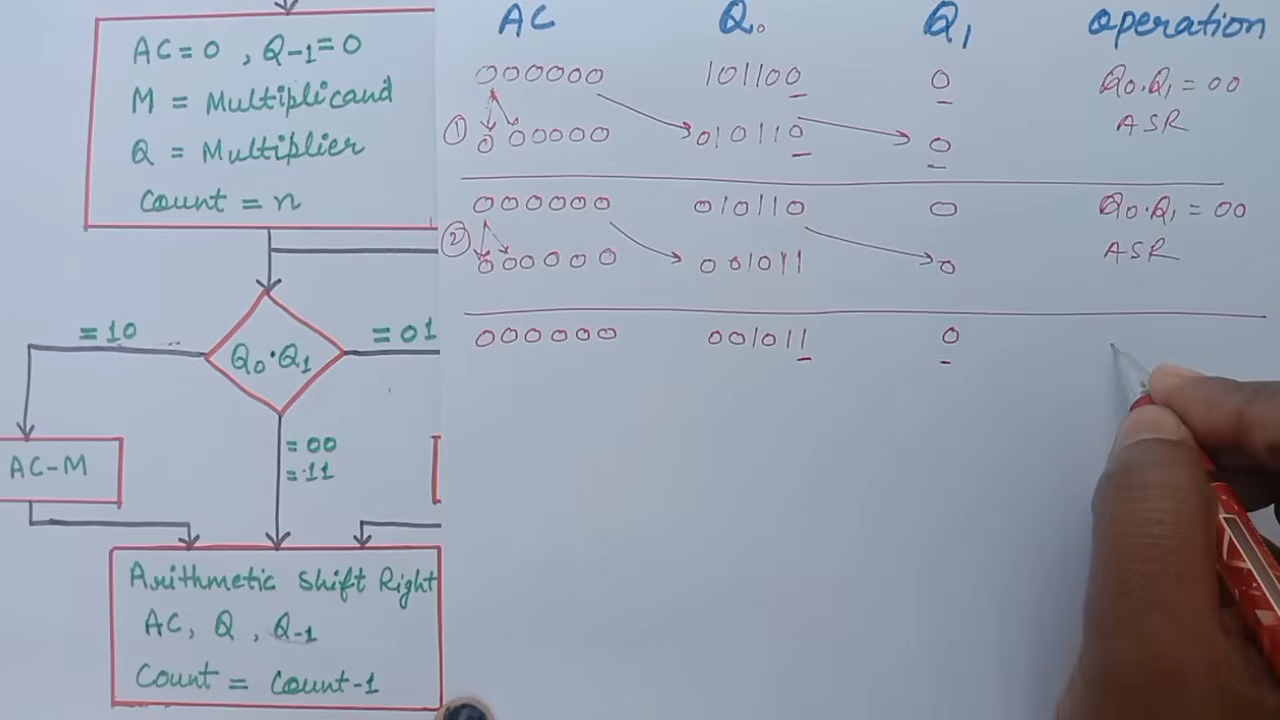 AC = 0 , Q-1 = 0
M = Multiplicand
Q = Multiplier
Count = n
= 10
Q0·Q1
= 01
= 00
= 11
AC-M
Arithmetic Shift Right
AC, Q, Q-1
Count = Count-1
AC Q0 Q1 Operation
000000 101100 0 Q0·Q1 = 00
① 000000 010110 0 ASR
000000 010110 0 Q0·Q1 = 00
② 000000 001011 0 ASR
000000 001011 0